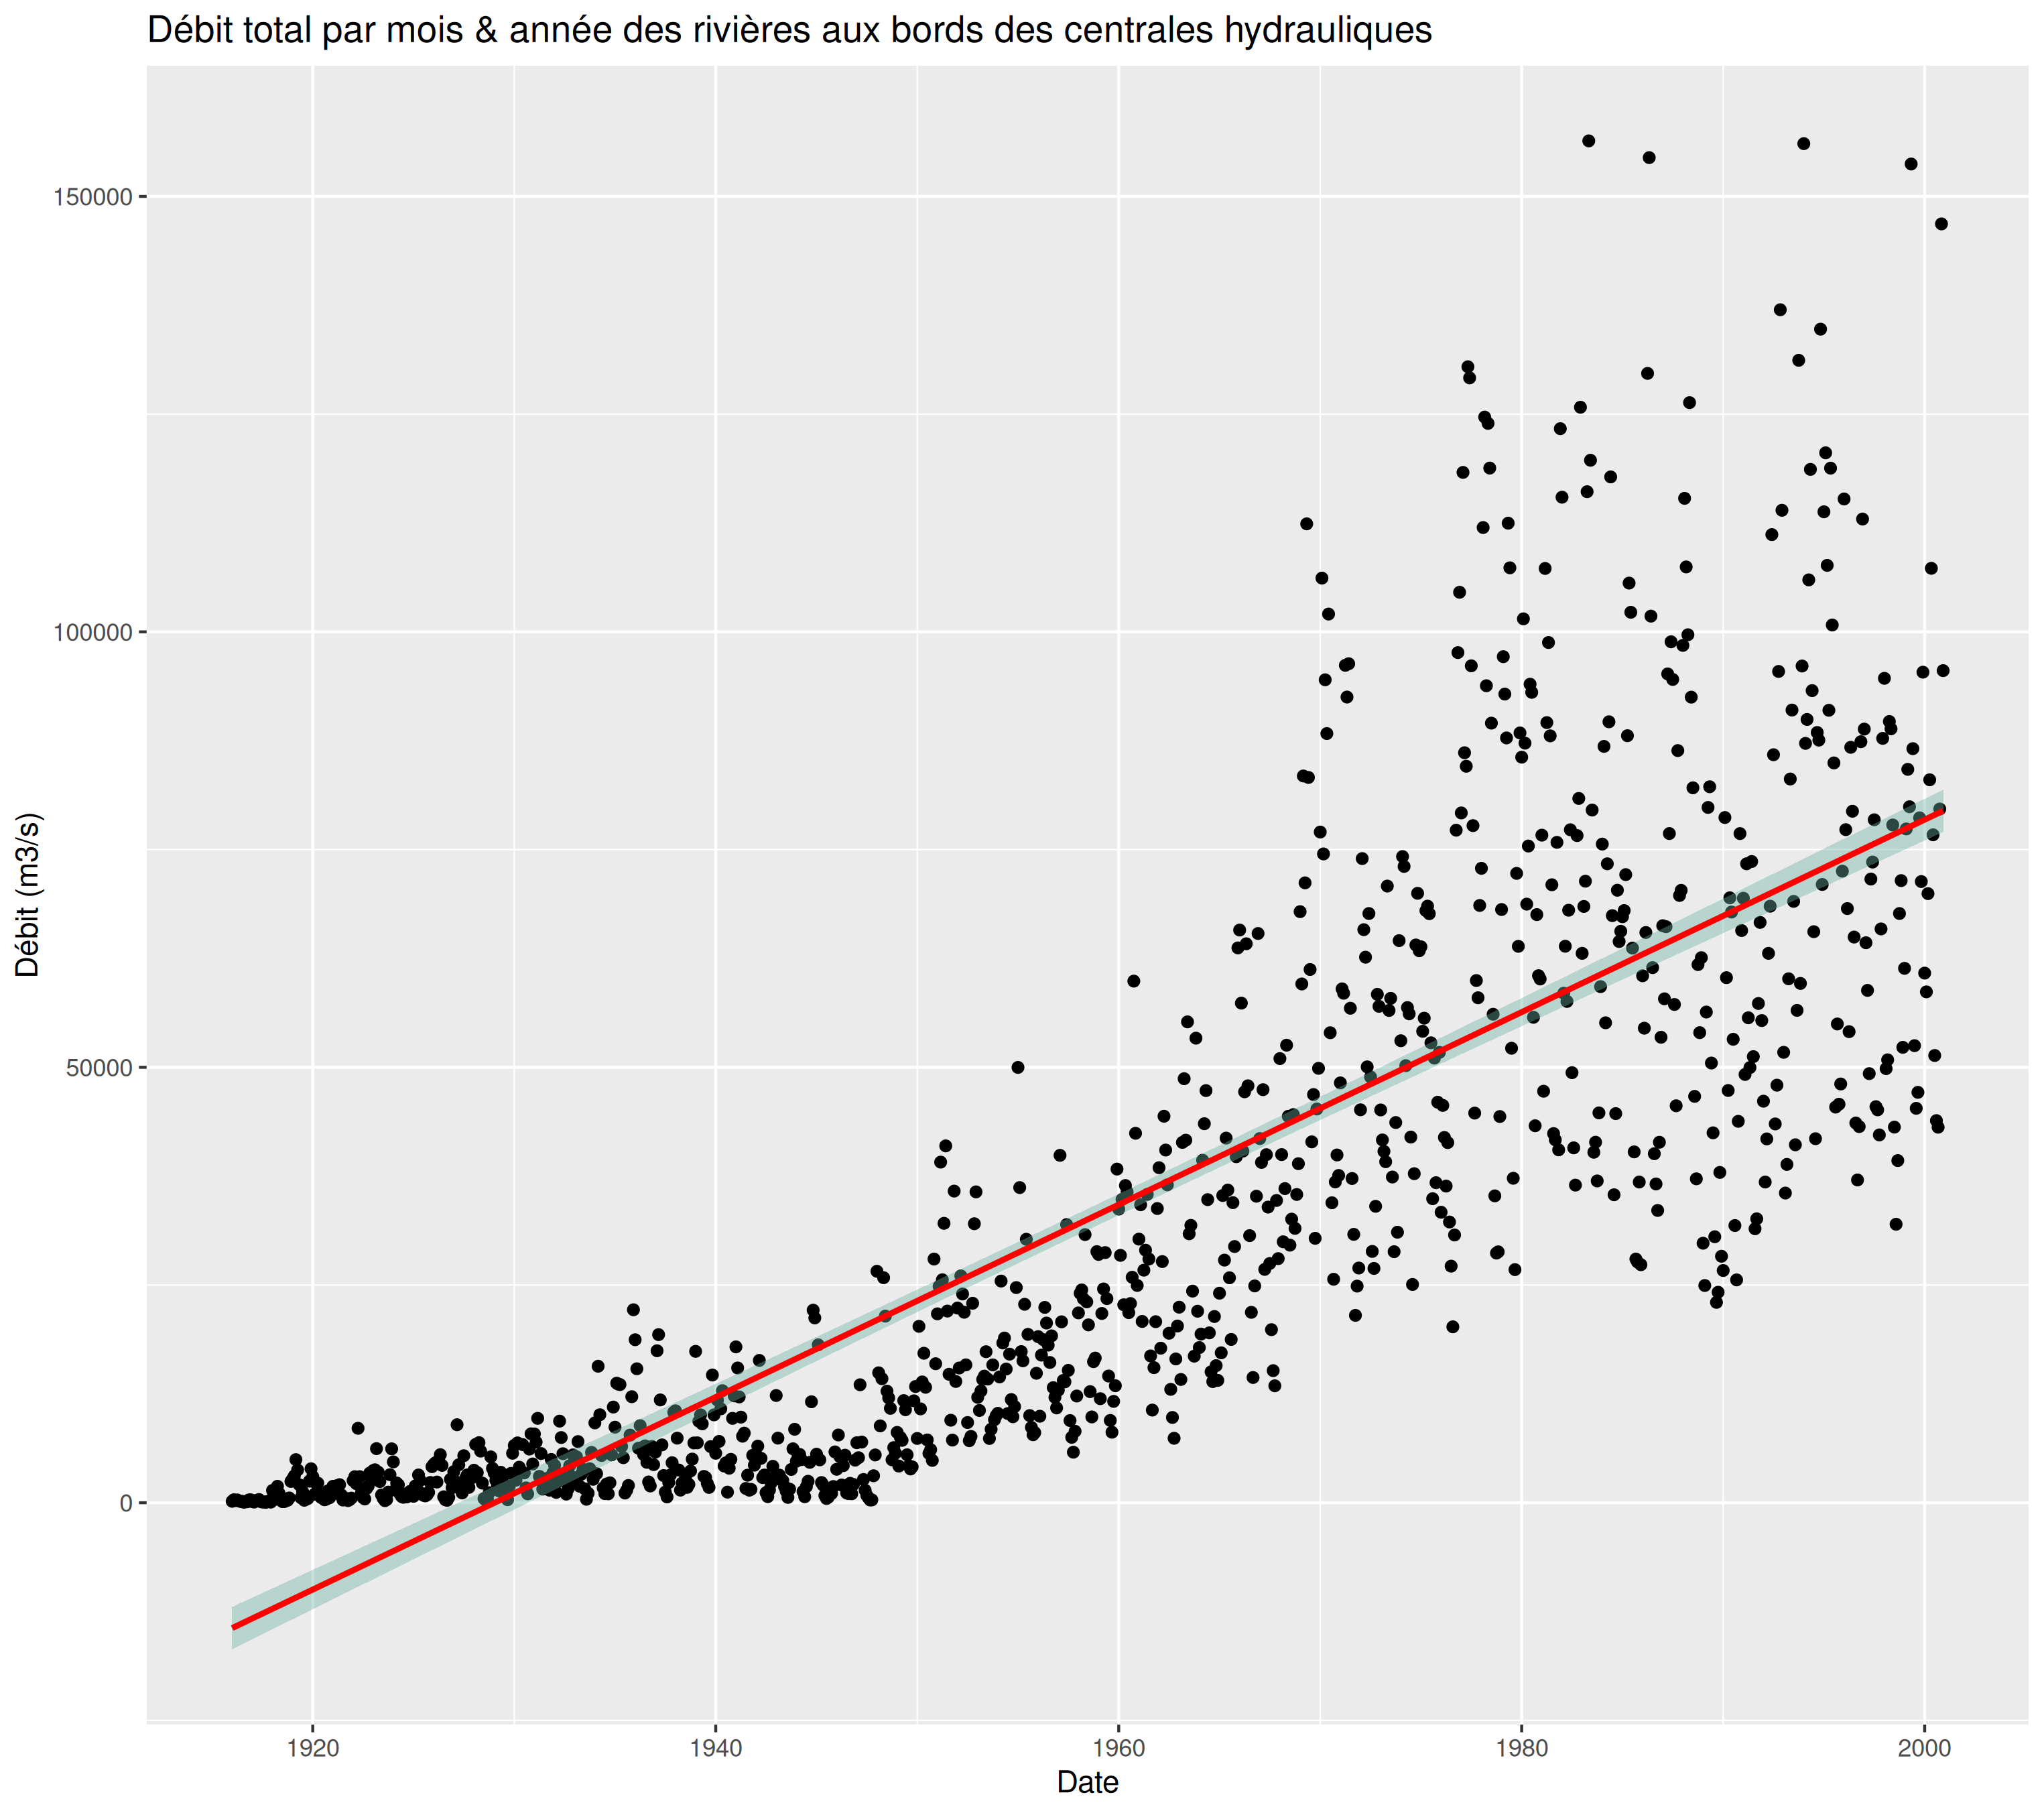 Débit total par mois & année des rivières aux bords des centrales hydrauliques
150000
100000
50000
0
Débit (m3/s)
1920 1940 1960 1980 2000
Date